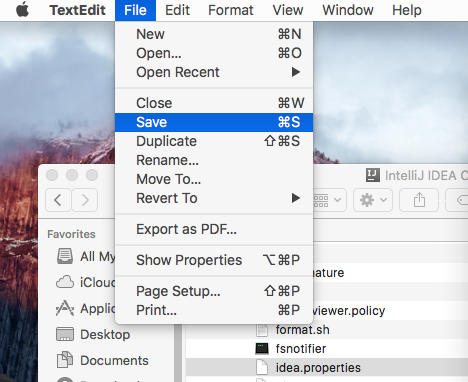 TextEdit File Edit Format View Window Help
New ⌘N
Open... ⌘O
Open Recent ▶
Close ⌘W
Save ⌘S
Duplicate ⇧⌘S
Rename...
Move To...
Revert To ▶
Export as PDF...
Show Properties ⌥⌘P
Page Setup... ⇧⌘P
Print... ⌘P
IntelliJ IDEA C
Favorites
All My
iCloud
Applic
Desktop
Documents
nature
viewer.policy
format.sh
fsnotifier
idea.properties